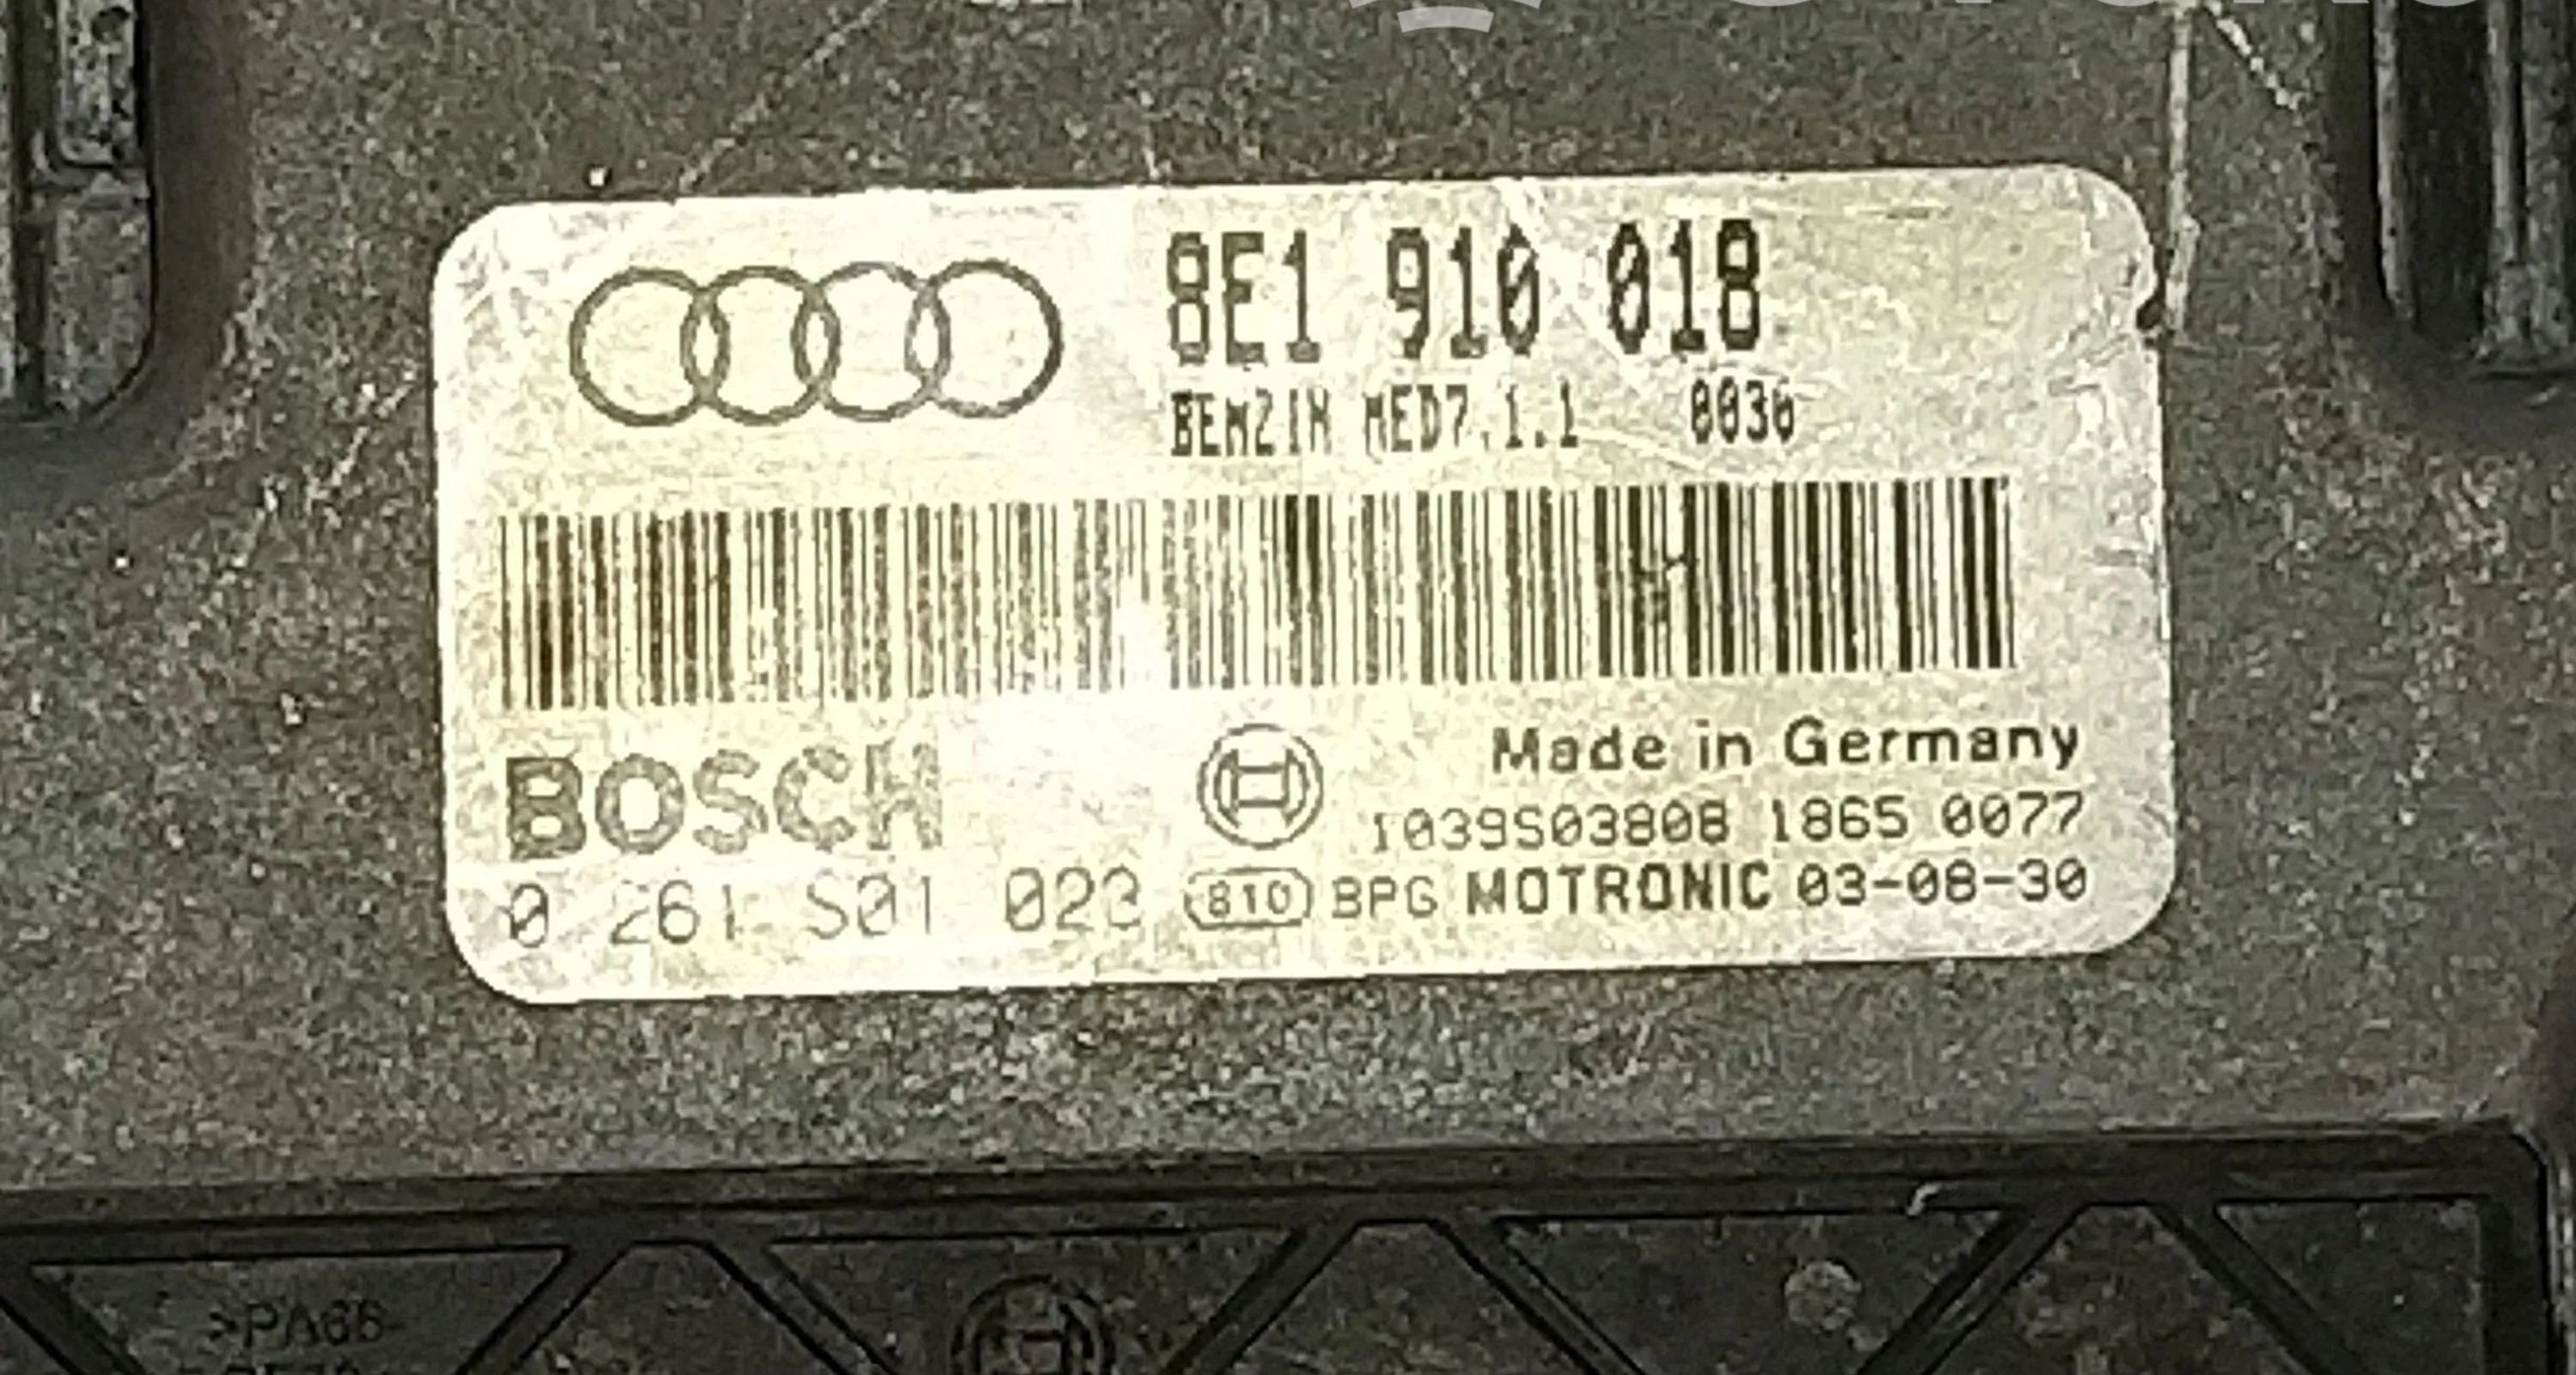 8E1 910 018
BENZIN MED7.1.1 0030
BOSCH
Made in Germany
1039S03808 1865 0077
0 261 S01 023
810 BPG MOTRONIC 03-08-30
>PA66-